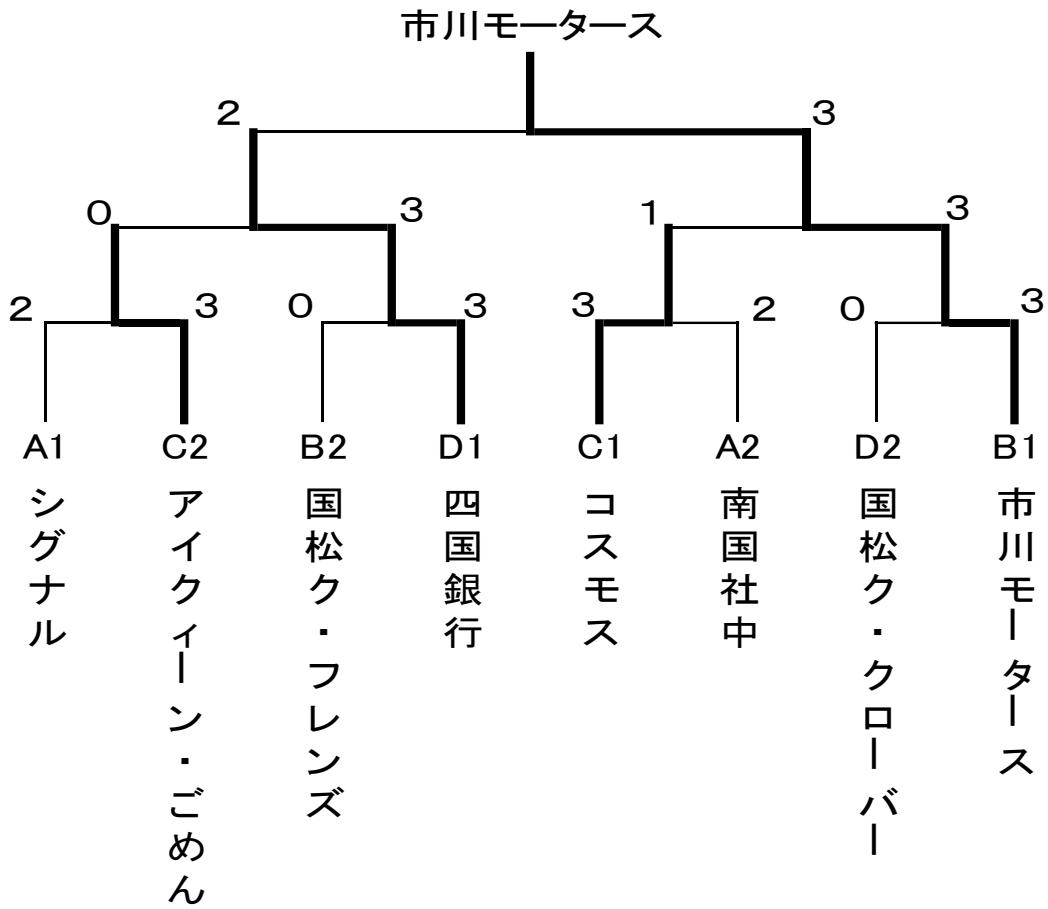 市川モータース
2
3
0
3
1
3
2
3
0
3
3
2
0
3
A1
C2
B2
D1
C1
A2
D2
B1
シグナル
アイクィーン・ごめん
国松ク・フレンズ
四国銀行
コスモス
南国社中
国松ク・クローバー
市川モータース